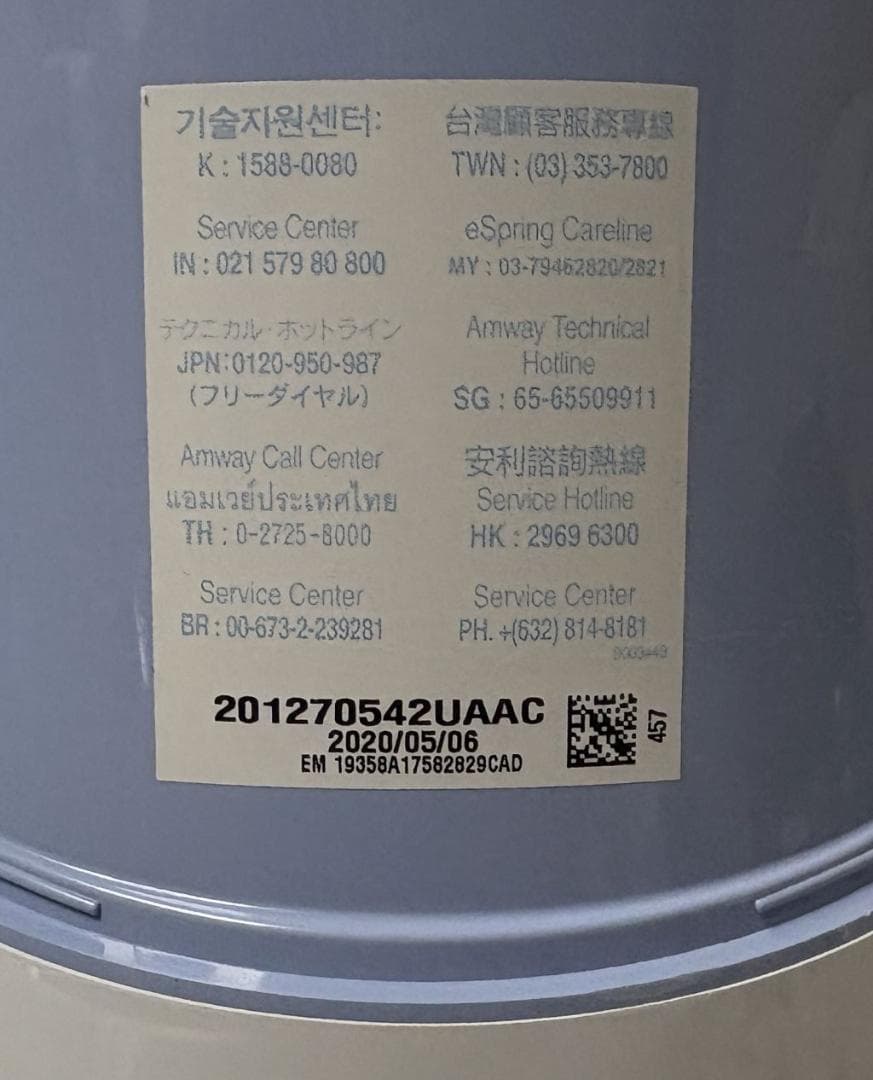 기술지원센터:
K : 1588-0080
台灣顧客服務專線
TWN : (03) 353-7800
Service Center
IN : 021 579 80 800
eSpring Careline
MY : 03-79462820/2821
テクニカル・ホットライン
JPN:0120-950-987
(フリーダイヤル)
Amway Technical
Hotline
SG : 65-65509911
Amway Call Center
แอมเวย์ประเทศไทย
TH : 0-2725-8000
安利諮詢熱線
Service Hotline
HK : 2969 6300
Service Center
BR : 00-673-2-239281
Service Center
PH. +(632) 814-8181
201270542UAAC
2020/05/06
EM 19358A17582829CAD
457